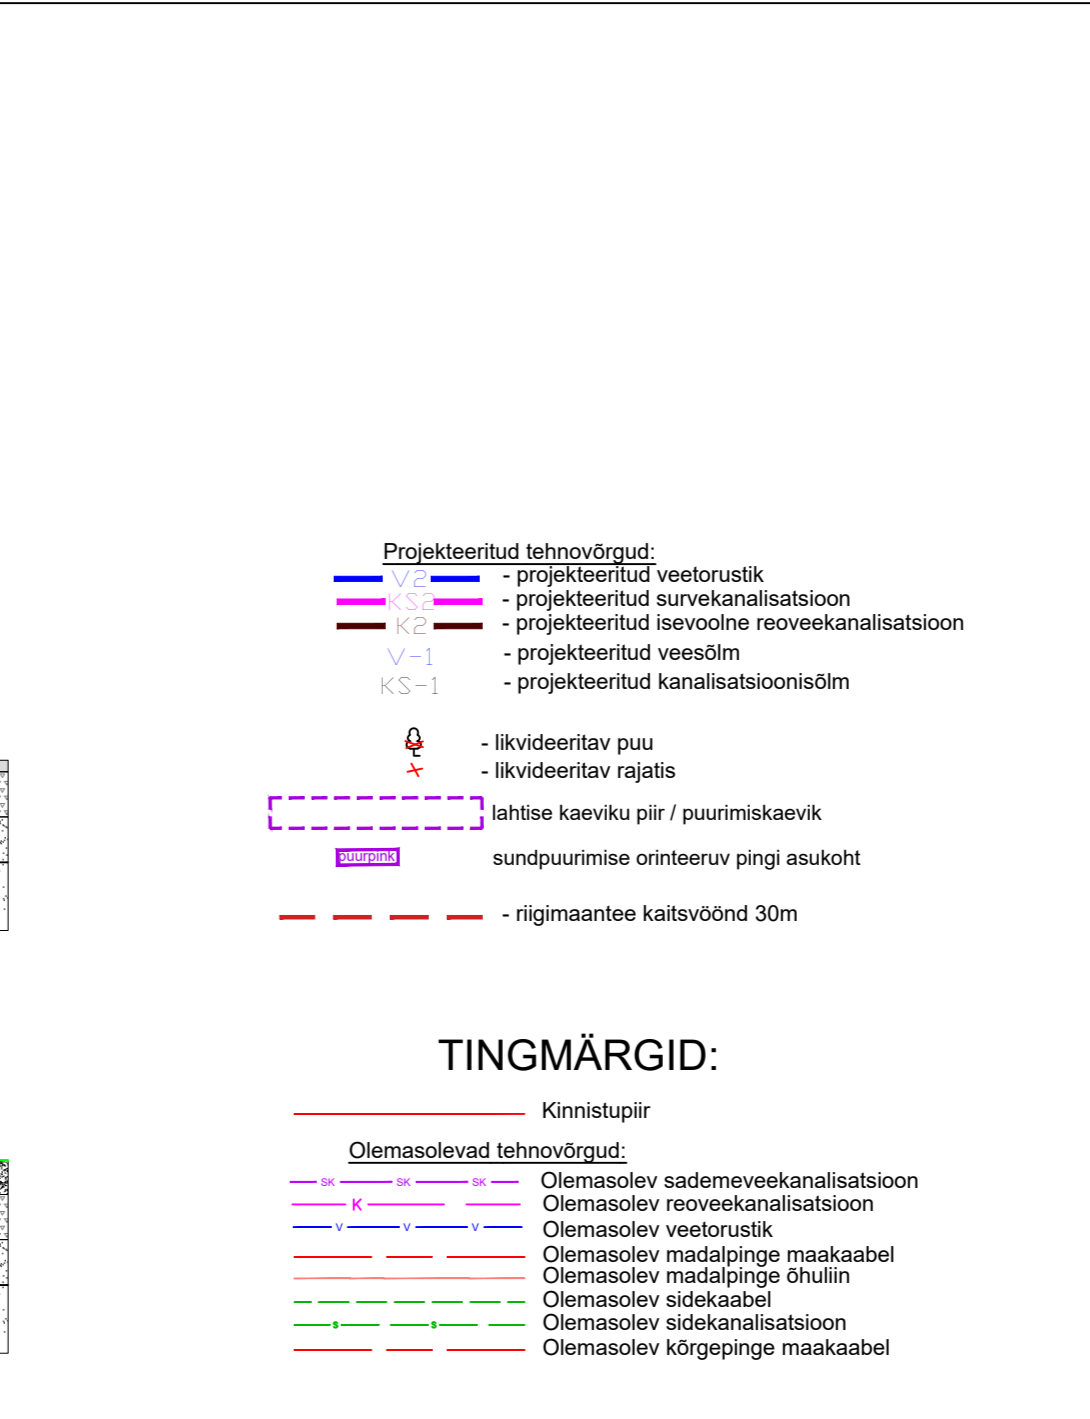 Projekteeritud tehnovõrgud:
V2 - projekteeritud veetorustik
KS2 - projekteeritud survekanalisatsioon
K2 - projekteeritud isevoolne reoveekanalisatsioon
V-1 - projekteeritud veesõlm
KS-1 - projekteeritud kanalisatsioonisõlm
- likvideeritav puu
- likvideeritav rajatis
lahtise kaeviku piir / puurimiskaevik
puurpink sundpuurimise orinteeruv pingi asukoht
- riigimaantee kaitsvöönd 30m
TINGMÄRGID:
Kinnistupiir
Olemasolevad tehnovõrgud:
SK SK SK Olemasolev sademeveekanalisatsioon
K Olemasolev reoveekanalisatsioon
V V V Olemasolev veetorustik
Olemasolev madalpinge maakaabel
Olemasolev madalpinge õhuliin
Olemasolev sidekaabel
s s Olemasolev sidekanalisatsioon
Olemasolev kõrgepinge maakaabel